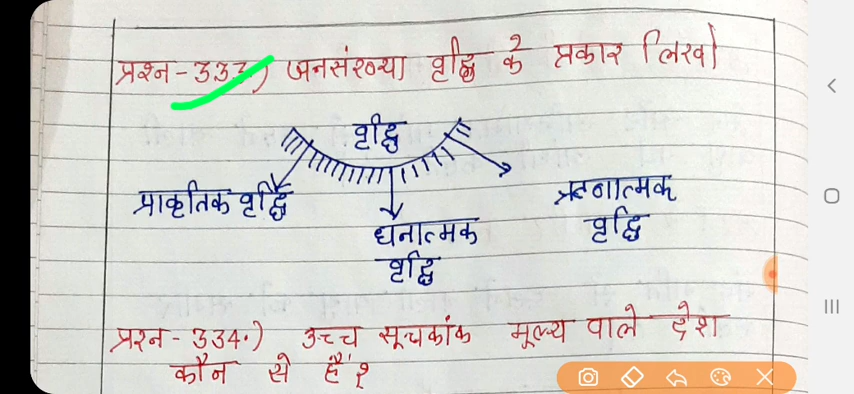 प्रश्न-333) जनसंख्या वृद्धि के प्रकार लिखो
वृद्धि
प्राकृतिक वृद्धि
धनात्मक वृद्धि
ऋणात्मक वृद्धि
प्रश्न-334.) उच्च सूचकांक मूल्य वाले देश
कौन से हैं?